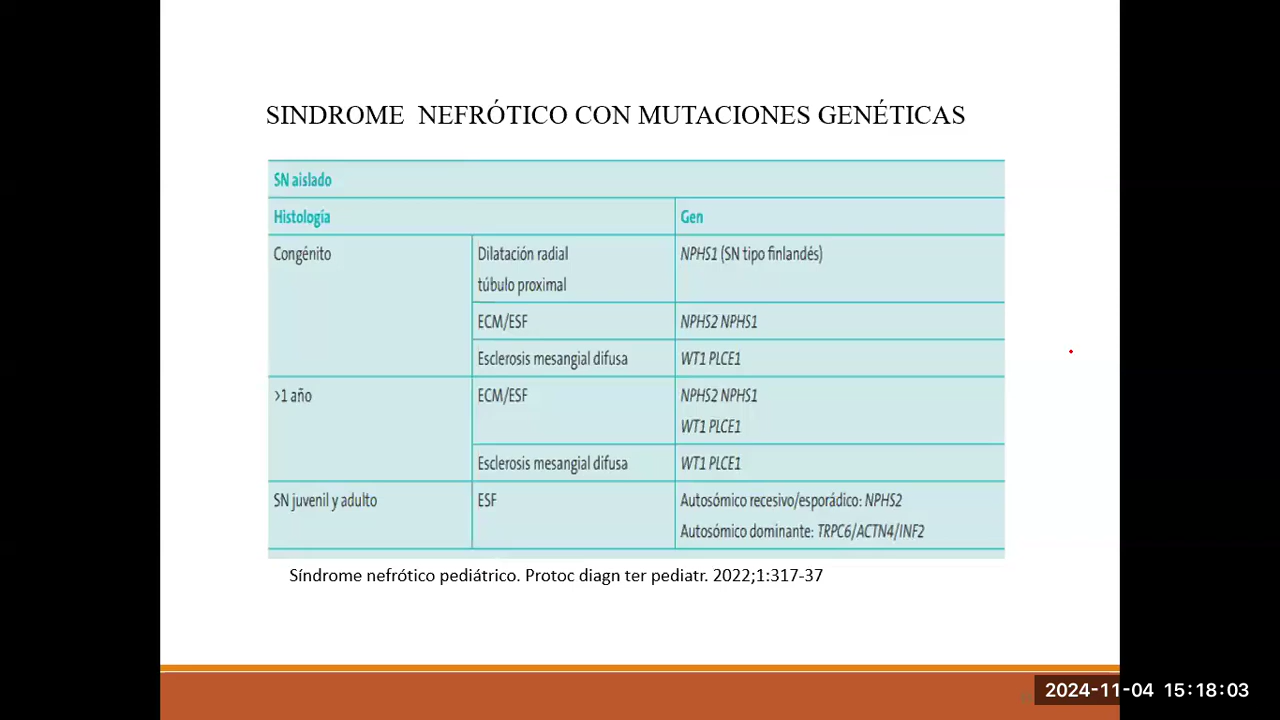 SINDROME NEFRÓTICO CON MUTACIONES GENÉTICAS
SN aislado
Histología Gen
Congénito Dilatación radial NPHS1 (SN tipo finlandés)
túbulo proximal
ECM/ESF NPHS2 NPHS1
Esclerosis mesangial difusa WT1 PLCE1
>1 año ECM/ESF NPHS2 NPHS1
WT1 PLCE1
Esclerosis mesangial difusa WT1 PLCE1
SN juvenil y adulto ESF Autosómico recesivo/esporádico: NPHS2
Autosómico dominante: TRPC6/ACTN4/INF2
Síndrome nefrótico pediátrico. Protoc diagn ter pediatr. 2022;1:317-37
2024-11-04 15:18:03